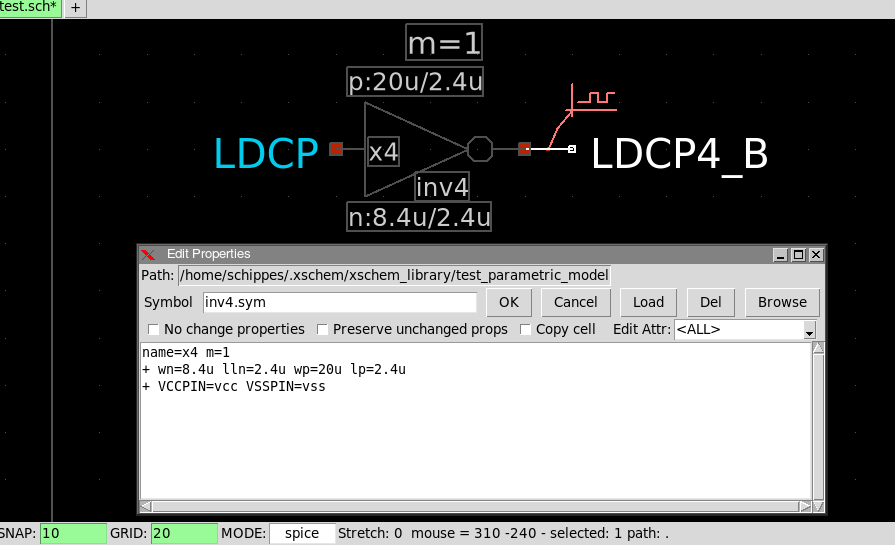 test.sch* +
m=1
p:20u/2.4u
LDCP x4 LDCP4_B
inv4
n:8.4u/2.4u
Edit Properties
Path: /home/schippes/.xschem/xschem_library/test_parametric_model
Symbol inv4.sym OK Cancel Load Del Browse
No change properties Preserve unchanged props Copy cell Edit Attr: <ALL>
name=x4 m=1
+ wn=8.4u lln=2.4u wp=20u lp=2.4u
+ VCCPIN=vcc VSSPIN=vss
SNAP: 10 GRID: 20 MODE: spice Stretch: 0 mouse = 310 -240 - selected: 1 path: .